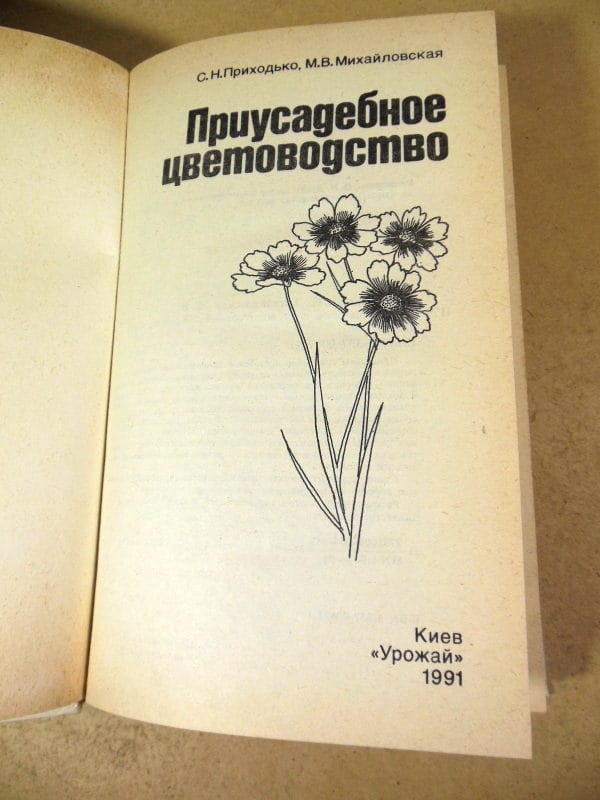 С. Н. Приходько, М. В. Михайловская
Приусадебное
цветоводство
Киев
«Урожай»
1991